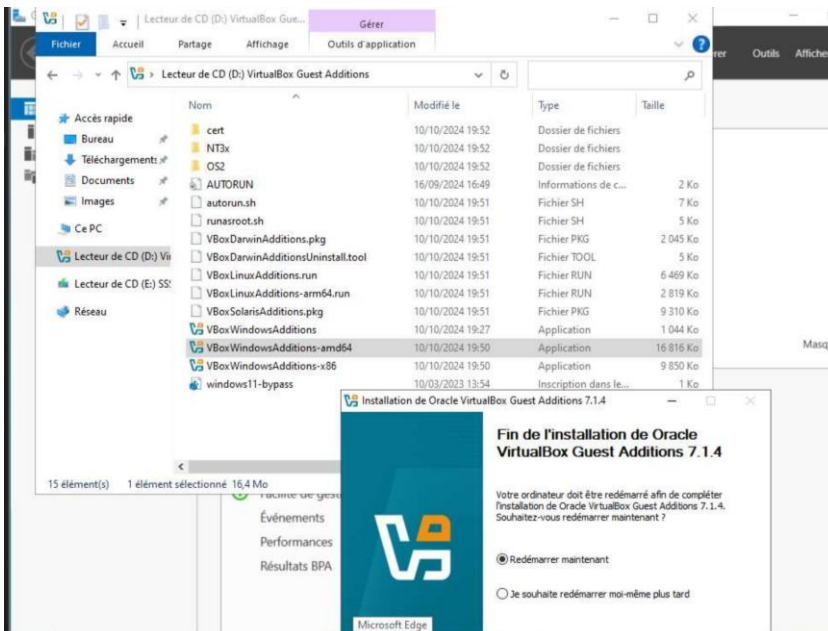 Lecteur de CD (D:) VirtualBox Gue...
Gérer
Fichier Accueil Partage Affichage Outils d'application
rer Outils Affiche
Lecteur de CD (D:) VirtualBox Guest Additions
Nom Modifié le Type Taille
Accès rapide
Bureau
Téléchargements
Documents
Images
Ce PC
Lecteur de CD (D:) Vi
Lecteur de CD (E:) SS
Réseau
cert 10/10/2024 19:52 Dossier de fichiers
NT3x 10/10/2024 19:52 Dossier de fichiers
OS2 10/10/2024 19:52 Dossier de fichiers
AUTORUN 16/09/2024 16:49 Informations de c... 2 Ko
autorun.sh 10/10/2024 19:51 Fichier SH 7 Ko
runasroot.sh 10/10/2024 19:51 Fichier SH 5 Ko
VBoxDarwinAdditions.pkg 10/10/2024 19:51 Fichier PKG 2 045 Ko
VBoxDarwinAdditionsUninstall.tool 10/10/2024 19:51 Fichier TOOL 5 Ko
VBoxLinuxAdditions.run 10/10/2024 19:51 Fichier RUN 6 469 Ko
VBoxLinuxAdditions-arm64.run 10/10/2024 19:51 Fichier RUN 2 819 Ko
VBoxSolarisAdditions.pkg 10/10/2024 19:51 Fichier PKG 9 310 Ko
VBoxWindowsAdditions 10/10/2024 19:27 Application 1 044 Ko
VBoxWindowsAdditions-amd64 10/10/2024 19:50 Application 16 816 Ko
VBoxWindowsAdditions-x86 10/10/2024 19:50 Application 9 850 Ko
windows11-bypass 10/03/2023 13:54 Inscription dans le... 1 Ko
Masq
15 élément(s) 1 élément sélectionné 16,4 Mo
Installation de Oracle VirtualBox Guest Additions 7.1.4
Fin de l'installation de Oracle
VirtualBox Guest Additions 7.1.4
Votre ordinateur doit être redémarré afin de compléter
l'installation de Oracle VirtualBox Guest Additions 7.1.4.
Souhaitez-vous redémarrer maintenant ?
Redémarrer maintenant
Je souhaite redémarrer moi-même plus tard
Événements
Performances
Résultats BPA
Microsoft Edge